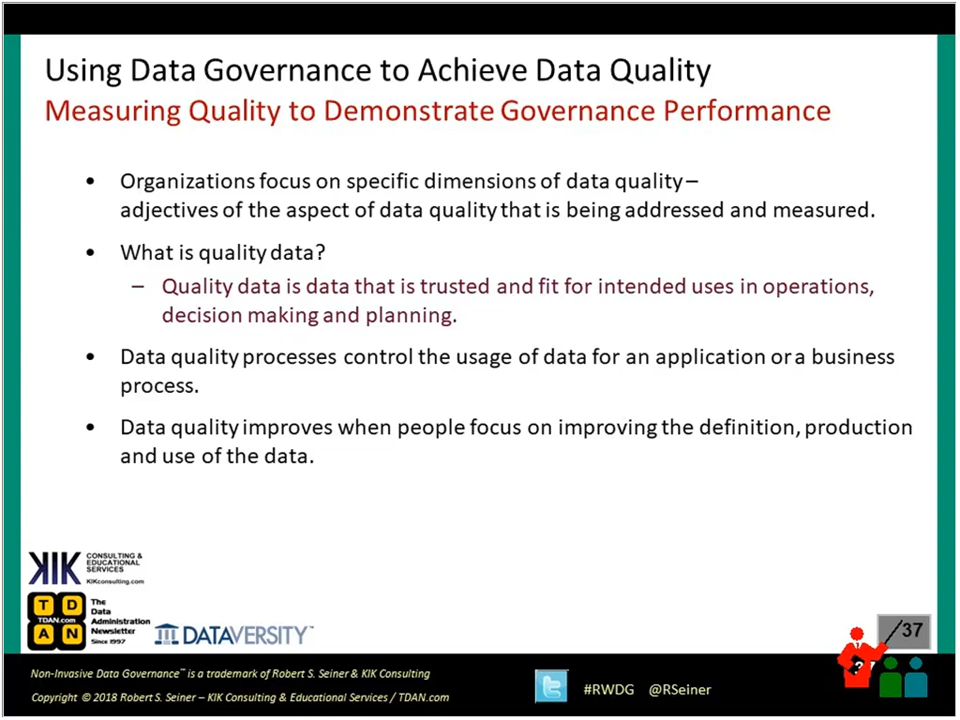 Using Data Governance to Achieve Data Quality
Measuring Quality to Demonstrate Governance Performance
• Organizations focus on specific dimensions of data quality –
adjectives of the aspect of data quality that is being addressed and measured.
• What is quality data?
– Quality data is data that is trusted and fit for intended uses in operations,
decision making and planning.
• Data quality processes control the usage of data for an application or a business
process.
• Data quality improves when people focus on improving the definition, production
and use of the data.
KIK
CONSULTING &
EDUCATIONAL
SERVICES
KIKconsulting.com
T D
TDAN.com
A N
The
Data
Administration
Newsletter
Since 1997
DATAVERSITY™
/37
Non-Invasive Data Governance™ is a trademark of Robert S. Seiner & KIK Consulting
Copyright © 2018 Robert S. Seiner – KIK Consulting & Educational Services / TDAN.com
#RWDG @RSeiner